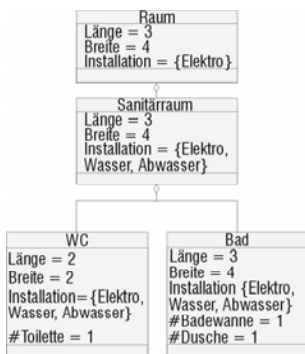 Raum
Länge = 3
Breite = 4
Installation = {Elektro}
Sanitärraum
Länge = 3
Breite = 4
Installation = {Elektro,
Wasser, Abwasser}
WC
Länge = 2
Breite = 2
Installation= {Elektro,
Wasser, Abwasser}
#Toilette = 1
Bad
Länge = 3
Breite = 4
Installation {Elektro,
Wasser, Abwasser}
#Badewanne = 1
#Dusche = 1